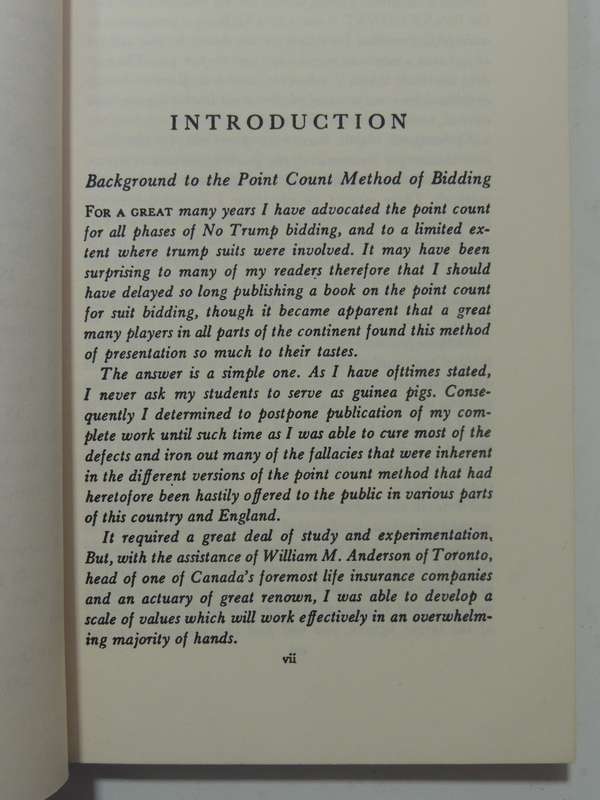 INTRODUCTION
Background to the Point Count Method of Bidding
FOR A GREAT many years I have advocated the point count
for all phases of No Trump bidding, and to a limited ex-
tent where trump suits were involved. It may have been
surprising to many of my readers therefore that I should
have delayed so long publishing a book on the point count
for suit bidding, though it became apparent that a great
many players in all parts of the continent found this method
of presentation so much to their tastes.
The answer is a simple one. As I have ofttimes stated,
I never ask my students to serve as guinea pigs. Conse-
quently I determined to postpone publication of my com-
plete work until such time as I was able to cure most of the
defects and iron out many of the fallacies that were inherent
in the different versions of the point count method that had
heretofore been hastily offered to the public in various parts
of this country and England.
It required a great deal of study and experimentation,
But, with the assistance of William M. Anderson of Toronto,
head of one of Canada's foremost life insurance companies
and an actuary of great renown, I was able to develop a
scale of values which will work effectively in an overwhelm-
ing majority of hands.
vii